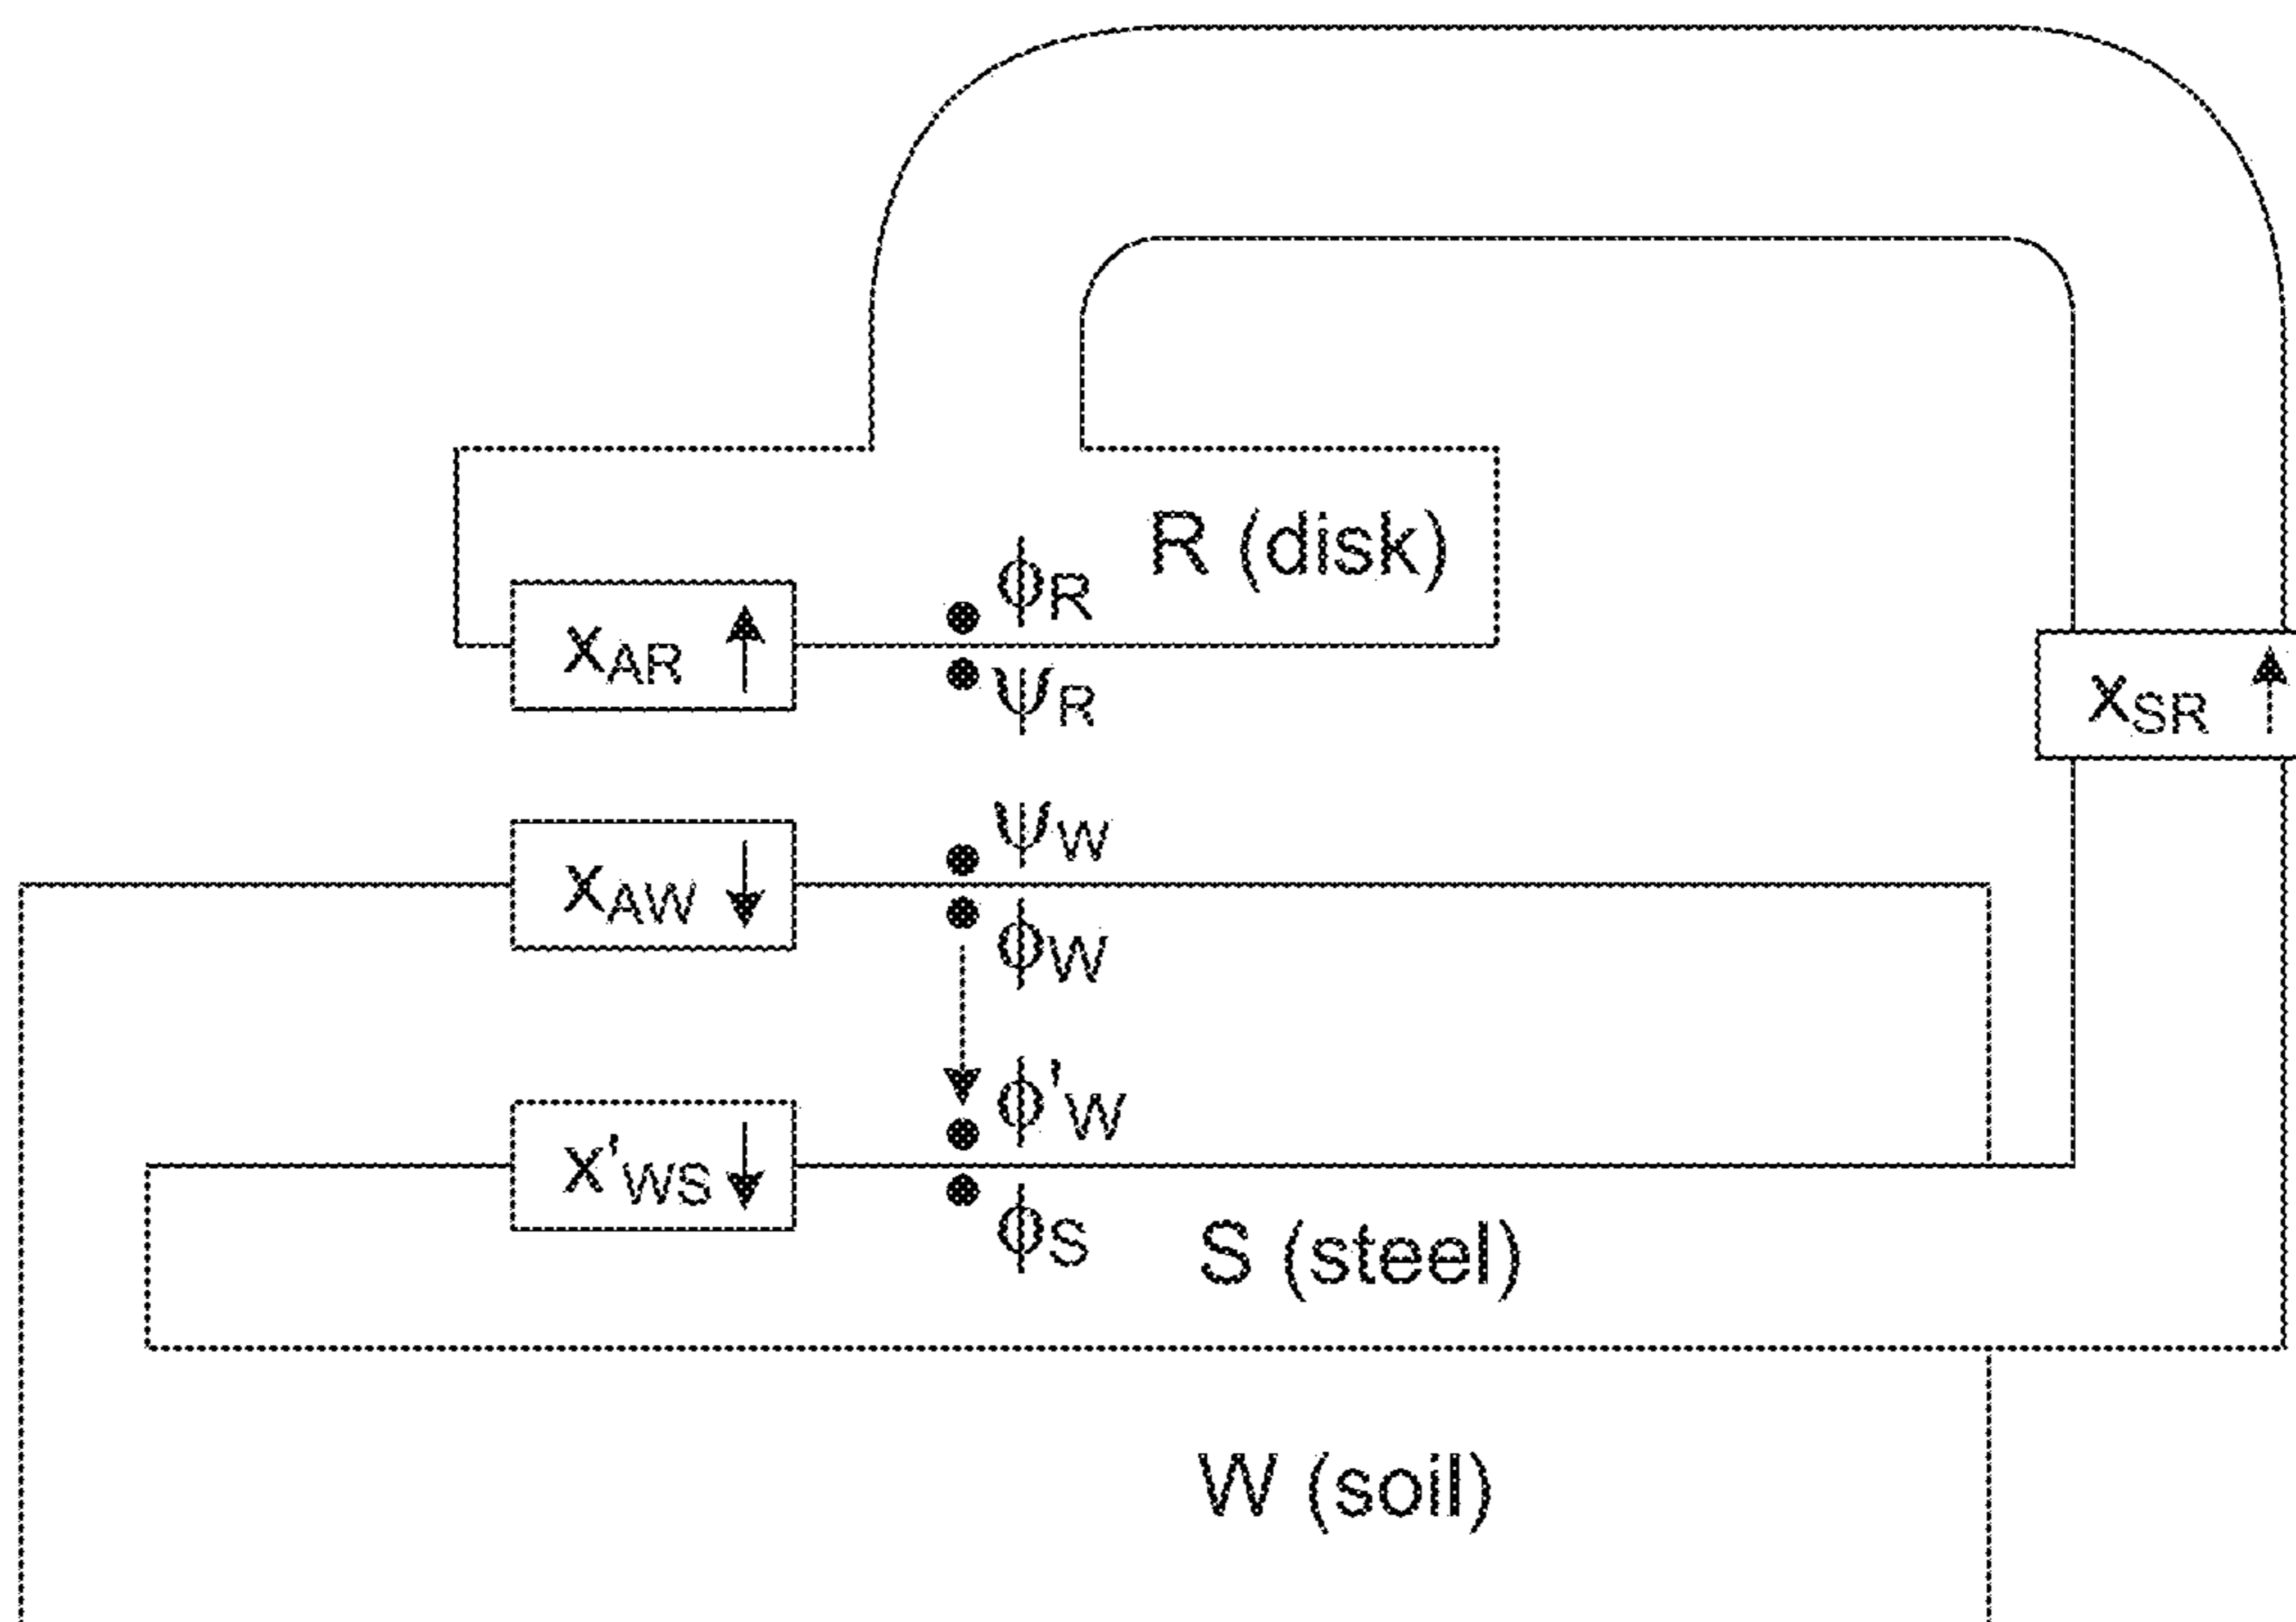 R (disk)
ϕR
xAR ↑
ψR
xSR ↑
ψW
xAW ↓
ϕW
ϕ'W
x'WS ↓
ϕS
S (steel)
W (soil)